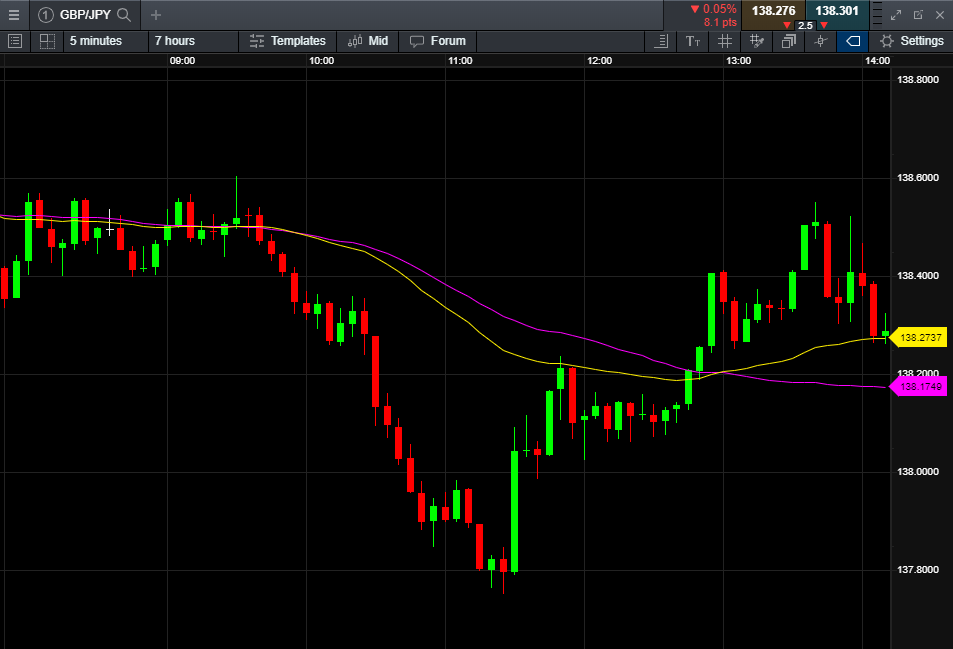 1 GBP/JPY + ▼ 0.05% 8.1 pts 138.276 2.5 138.301
5 minutes 7 hours Templates Mid Forum Tт Settings
09:00 10:00 11:00 12:00 13:00 14:00
138.8000
138.6000
138.4000
138.2737
138.2000
138.1749
138.0000
137.8000